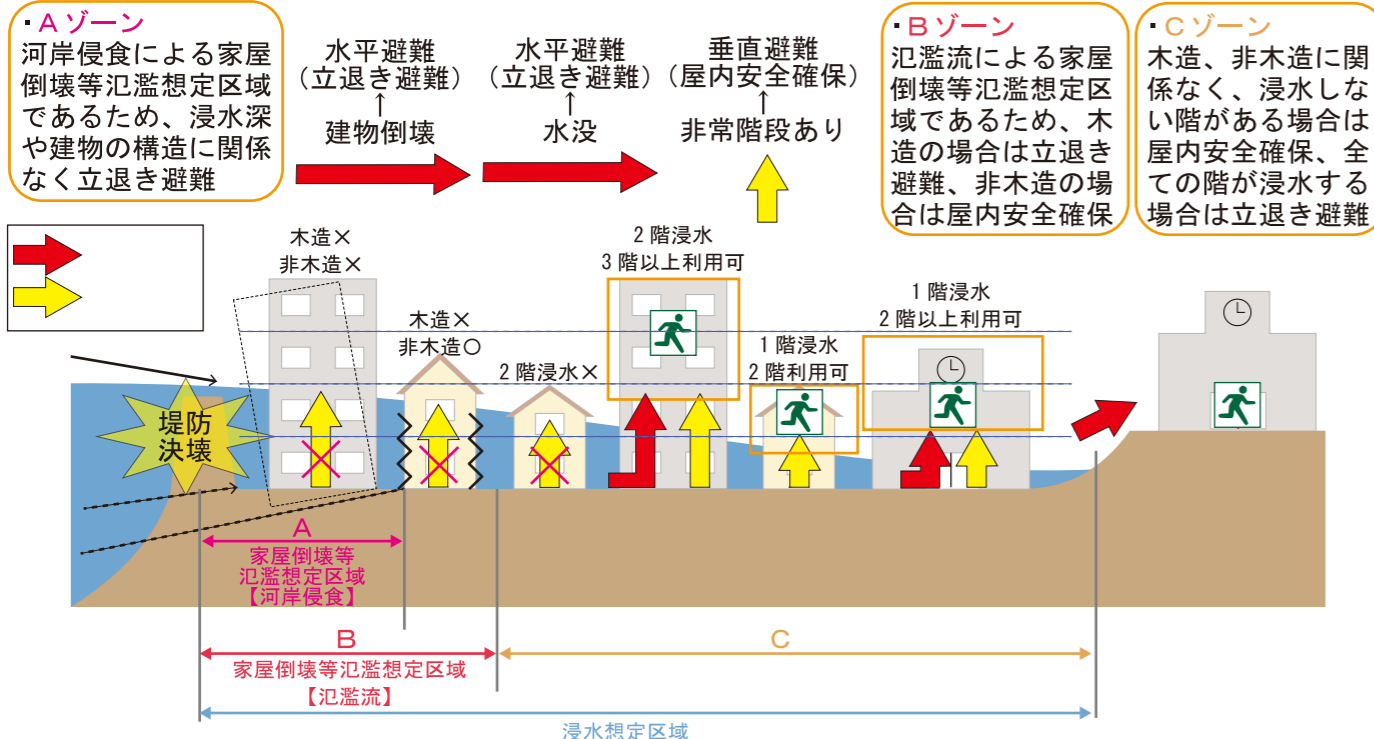 ・Aゾーン
河岸侵食による家屋
倒壊等氾濫想定区域
であるため、浸水深
や建物の構造に関係
なく立退き避難
水平避難
(立退き避難)
↑
建物倒壊
水平避難
(立退き避難)
↑
水没
垂直避難
(屋内安全確保)
↑
非常階段あり
・Bゾーン
氾濫流による家屋
倒壊等氾濫想定区
域であるため、木
造の場合は立退き
避難、非木造の場
合は屋内安全確保
・Cゾーン
木造、非木造に関
係なく、浸水しな
い階がある場合は
屋内安全確保、全
ての階が浸水する
場合は立退き避難
木造×
非木造×
木造×
非木造○
2階浸水×
2階浸水
3階以上利用可
1階浸水
2階利用可
1階浸水
2階以上利用可
堤防
決壊
A
家屋倒壊等
氾濫想定区域
【河岸侵食】
B
家屋倒壊等氾濫想定区域
【氾濫流】
C
浸水想定区域